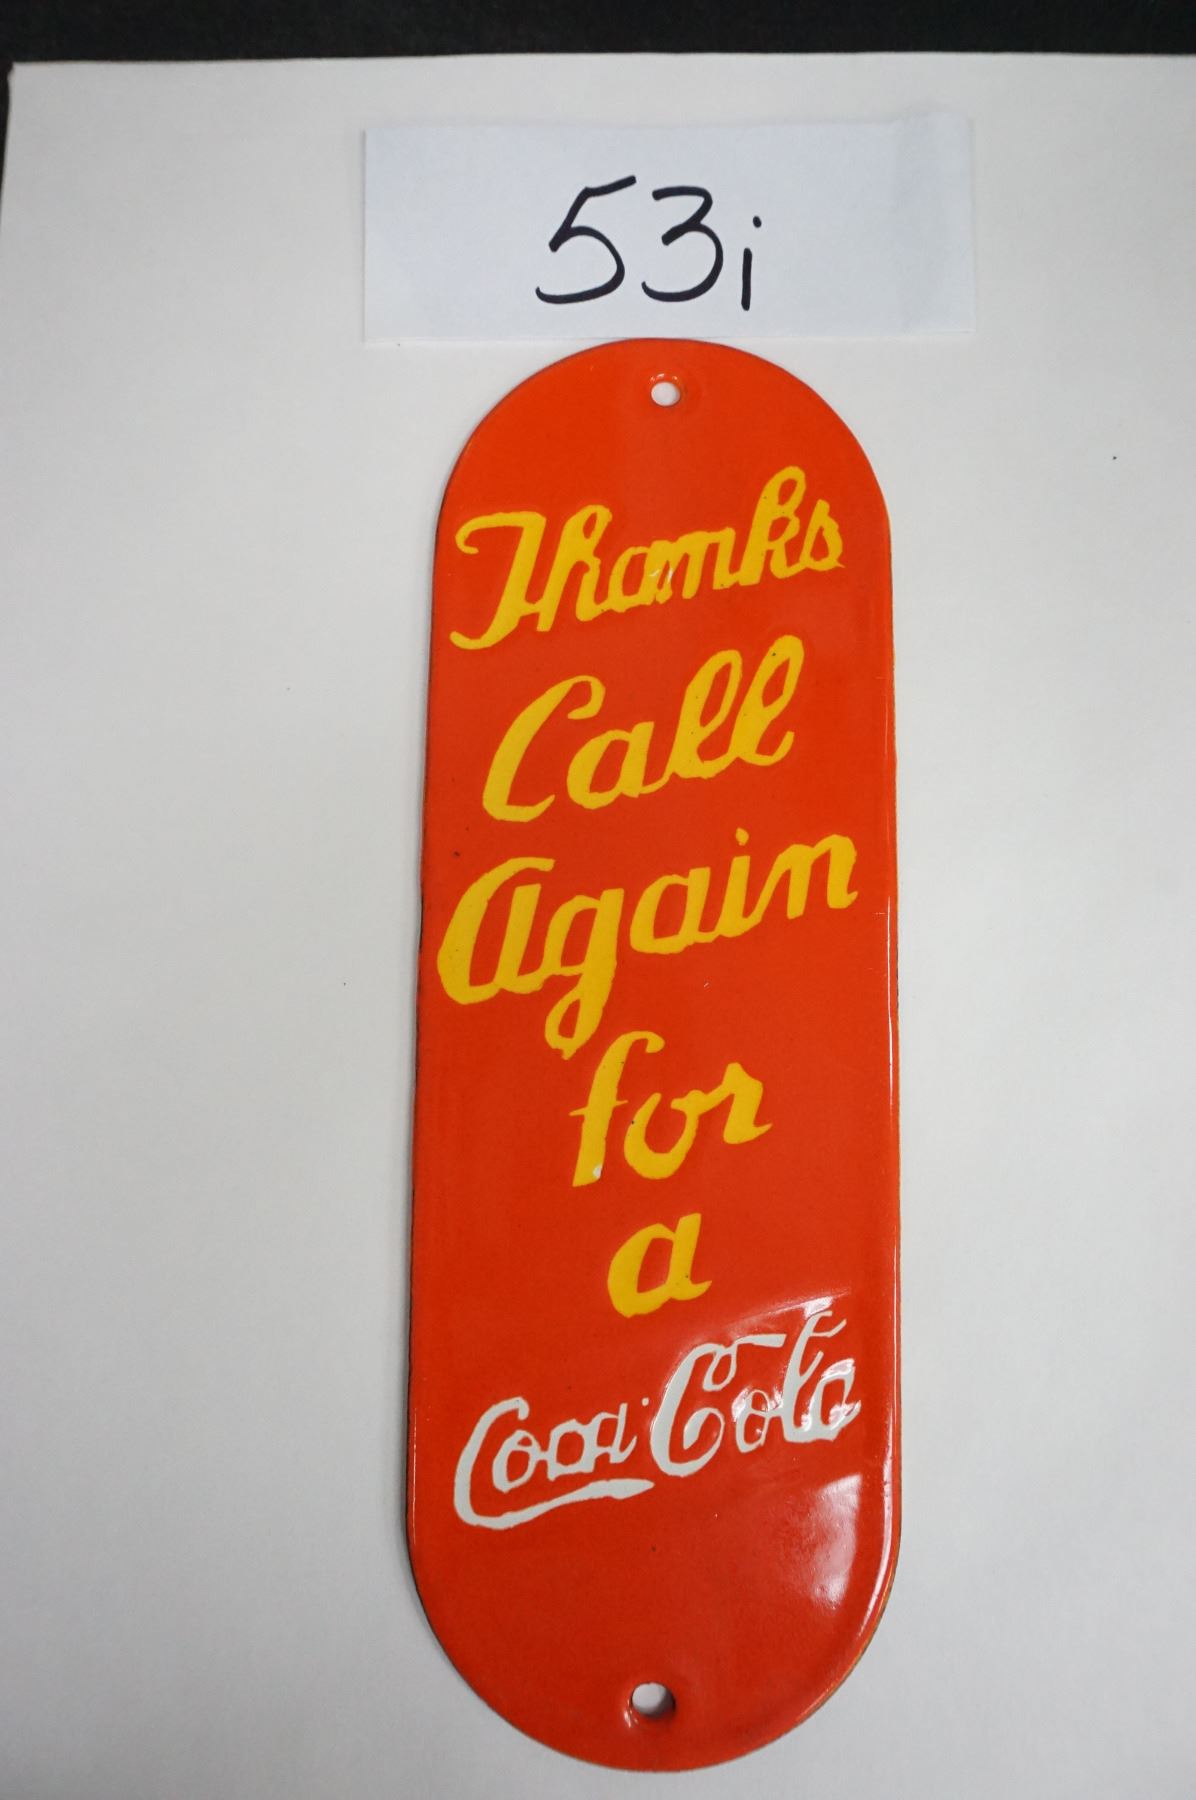 53i
Thanks
Call
Again
for
a
Coca-Cola